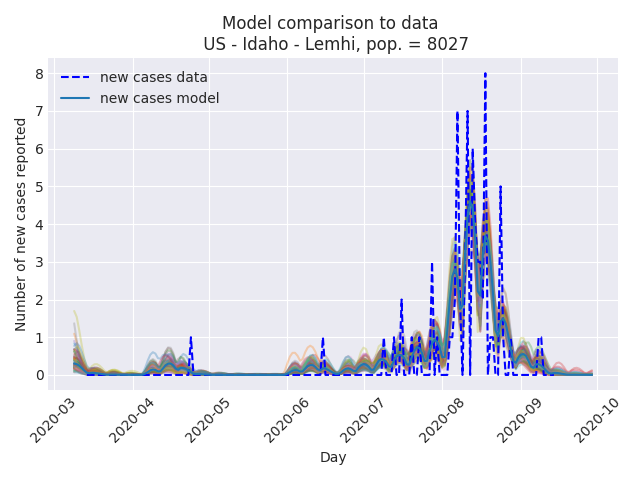 Model comparison to data
US - Idaho - Lemhi, pop. = 8027
new cases data
new cases model
8
7
6
5
4
3
2
1
0
Number of new cases reported
2020-03
2020-04
2020-05
2020-06
2020-07
2020-08
2020-09
2020-10
Day